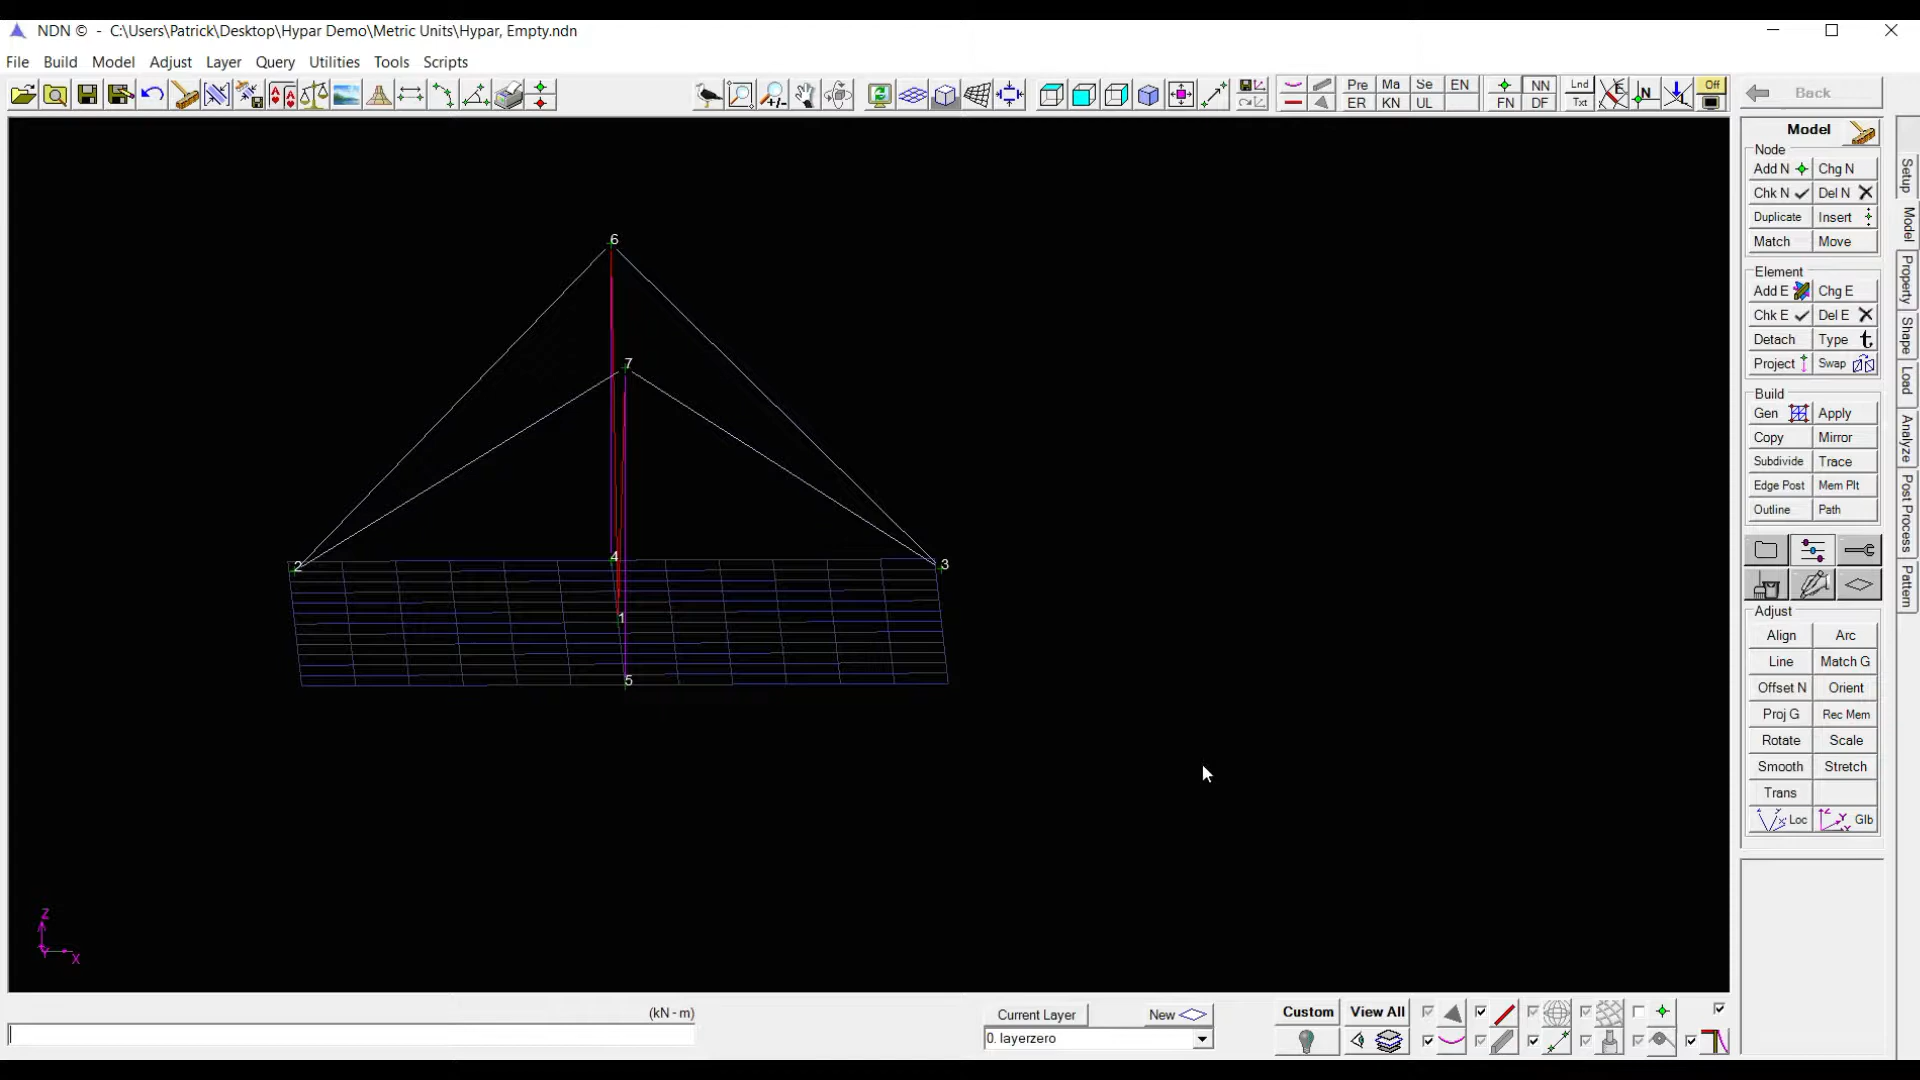 NDN © - C:\Users\Patrick\Desktop\Hypar Demo\Metric Units\Hypar, Empty.ndn
File Build Model Adjust Layer Query Utilities Tools Scripts
Pre Ma Se EN NN Lnd Off
ER KN UL FN DF Txt
E N
Back
Model
Node
Add N Chg N
Chk N Del N
Duplicate Insert
Match Move
Element
Add E Chg E
Chk E Del E
Detach Type t
Project Swap
Build
Gen Apply
Copy Mirror
Subdivide Trace
Edge Post Mem Plt
Outline Path
Adjust
Align Arc
Line Match G
Offset N Orient
Proj G Rec Mem
Rotate Scale
Smooth Stretch
Trans
Loc Glb
Setup
Model
Property
Shape
Load
Analyze
Post Process
Pattern
6
7
4
2
3
1
5
Z
Y
X
(kN - m)
Current Layer New
0. layerzero
Custom View All